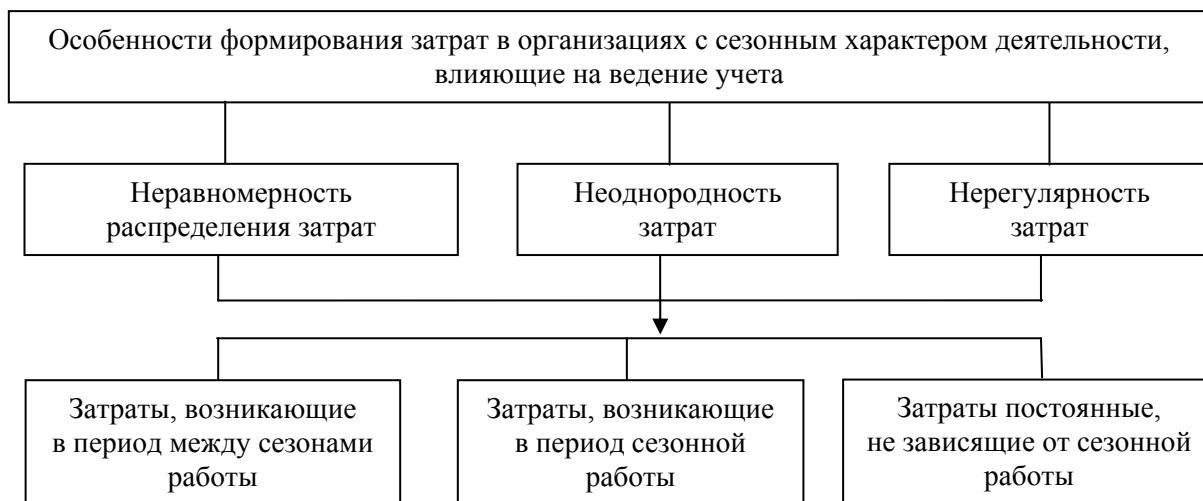 Особенности формирования затрат в организациях с сезонным характером деятельности,
влияющие на ведение учета
Неравномерность
распределения затрат
Неоднородность
затрат
Нерегулярность
затрат
Затраты, возникающие
в период между сезонами
работы
Затраты, возникающие
в период сезонной
работы
Затраты постоянные,
не зависящие от сезонной
работы